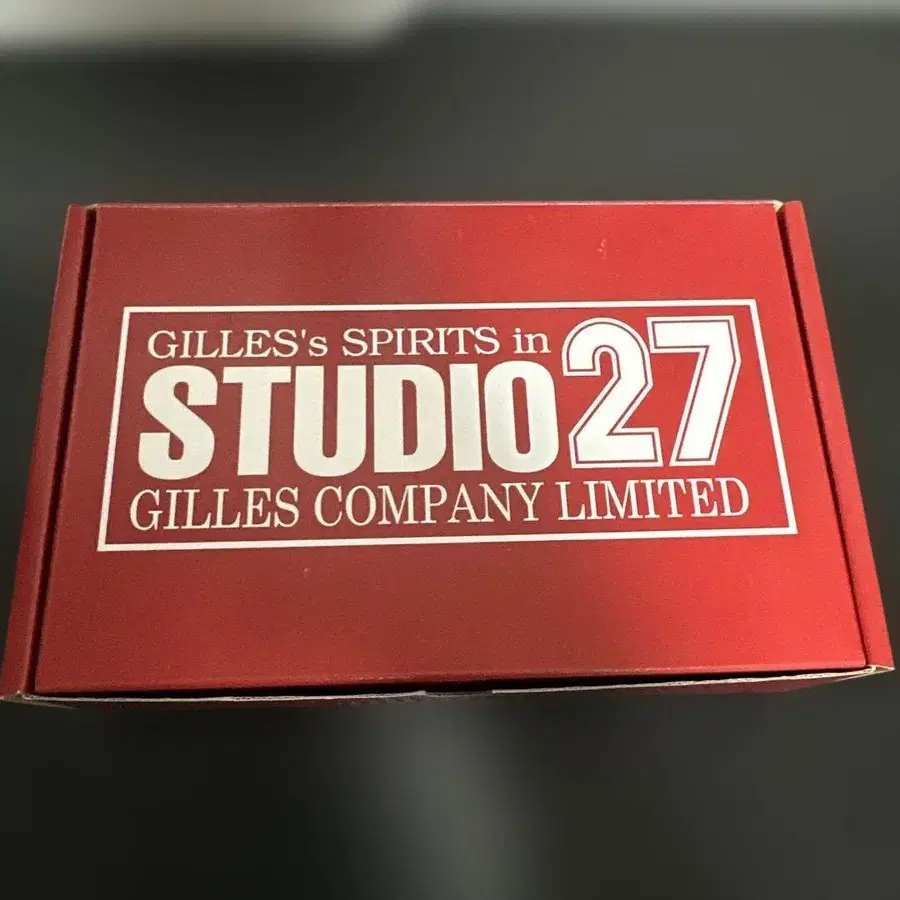 GILLES's SPIRITS in
STUDIO27
GILLES COMPANY LIMITED